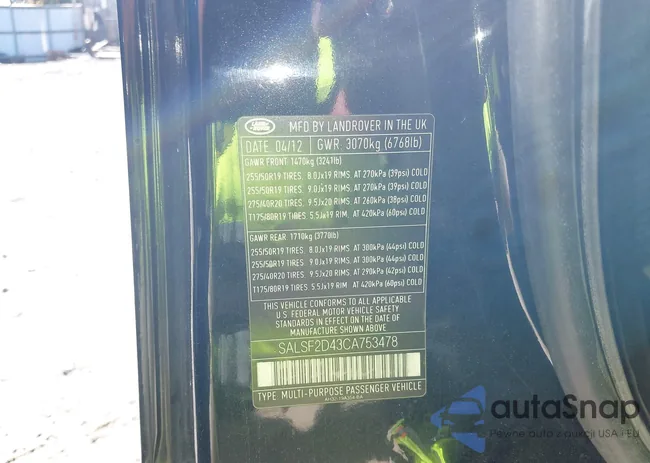 LAND ROVER
MFD BY LANDROVER IN THE UK
DATE 04/12 GWR: 3070kg (6768lb)
GAWR FRONT: 1470kg (3241lb)
255/50R19 TIRES. 8.0Jx19 RIMS, AT 270kPa (39psi) COLD
255/50R19 TIRES. 9.0Jx19 RIMS, AT 270kPa (39psi) COLD
275/40R20 TIRES. 9.5Jx20 RIMS, AT 260kPa (38psi) COLD
T175/80R19 TIRES. 5.5Jx19 RIM, AT 420kPa (60psi) COLD
GAWR REAR 1710kg (3770lb)
255/50R19 TIRES. 8.0Jx19 RIMS, AT 300kPa (44psi) COLD
255/50R19 TIRES. 9.0Jx19 RIMS, AT 300kPa (44psi) COLD
275/40R20 TIRES. 9.5Jx20 RIMS, AT 290kPa (42psi) COLD
T175/80R19 TIRES 5.5Jx19 RIM AT 420kPa (60psi) COLD
THIS VEHICLE CONFORMS TO ALL APPLICABLE
U.S. FEDERAL MOTOR VEHICLE SAFETY
STANDARDS IN EFFECT ON THE DATE OF
MANUFACTURE SHOWN ABOVE.
SALSF2D43CA753478
TYPE: MULTI-PURPOSE PASSENGER VEHICLE
autaSnap
Pewne auto z aukcji USA i EU